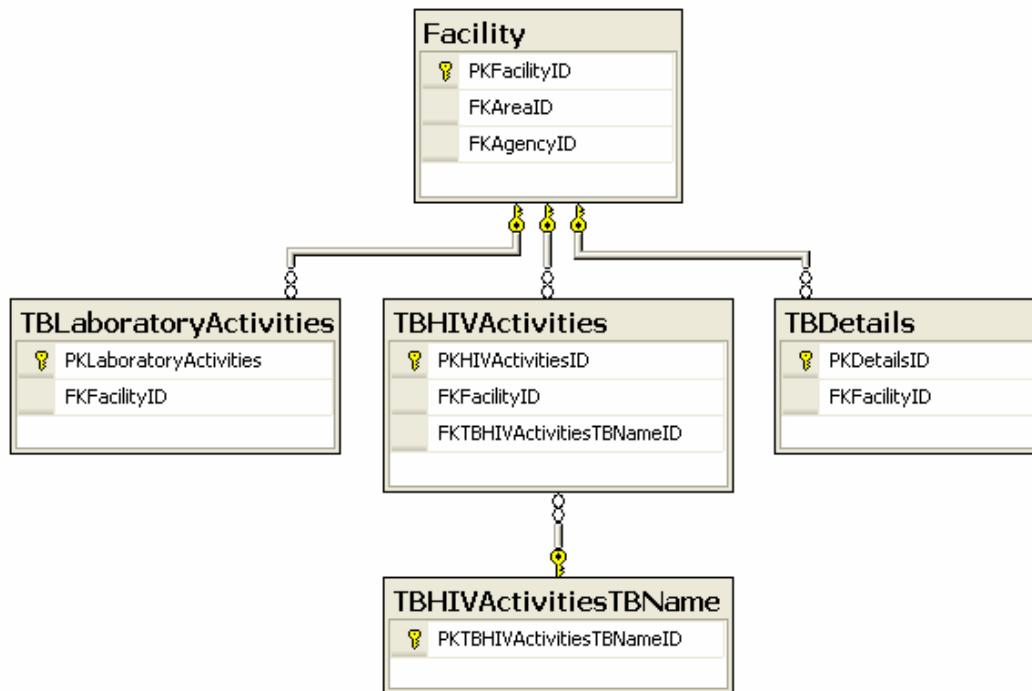 Facility
PKFacilityID
FKAreaID
FKAgencyID
TBLaboratoryActivities
PKLaboratoryActivities
FKFacilityID
TBHIVActivities
PKHIVActivitiesID
FKFacilityID
FKTBHIVActivitiesTBNameID
TBDetails
PKDetailsID
FKFacilityID
TBHIVActivitiesTBName
PKTBHIVActivitiesTBNameID